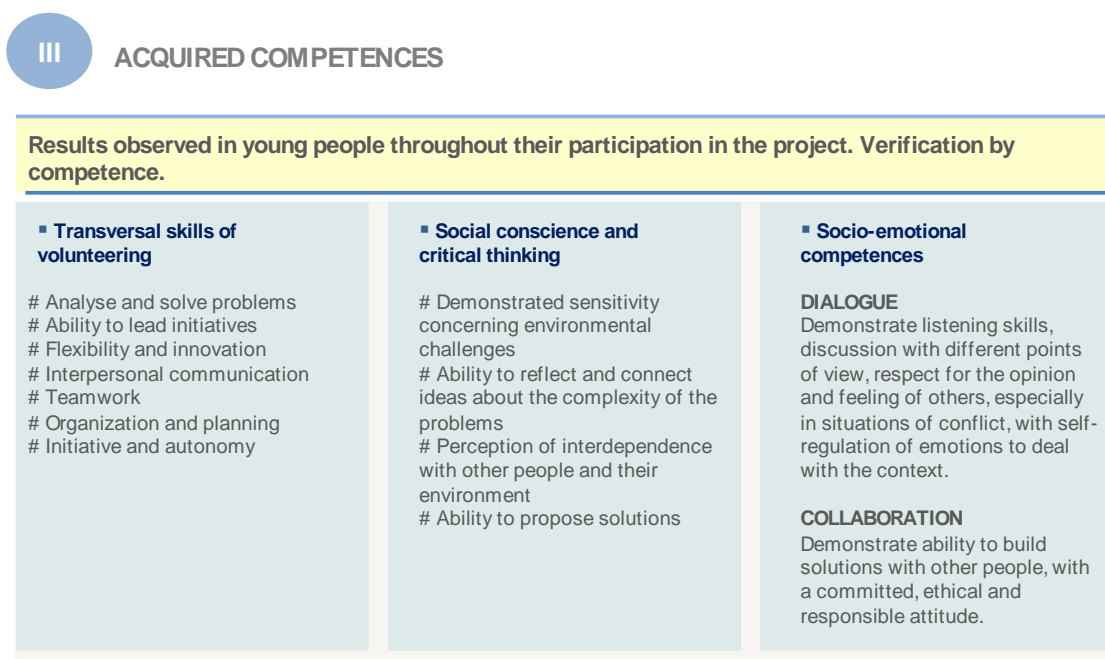 III
ACQUIRED COMPETENCES
Results observed in young people throughout their participation in the project. Verification by
competence.
▪ Transversal skills of
volunteering
# Analyse and solve problems
# Ability to lead initiatives
# Flexibility and innovation
# Interpersonal communication
# Teamwork
# Organization and planning
# Initiative and autonomy
▪ Social conscience and
critical thinking
# Demonstrated sensitivity
concerning environmental
challenges
# Ability to reflect and connect
ideas about the complexity of the
problems
# Perception of interdependence
with other people and their
environment
# Ability to propose solutions
▪ Socio-emotional
competences
DIALOGUE
Demonstrate listening skills,
discussion with different points
of view, respect for the opinion
and feeling of others, especially
in situations of conflict, with self-
regulation of emotions to deal
with the context.
COLLABORATION
Demonstrate ability to build
solutions with other people, with
a committed, ethical and
responsible attitude.